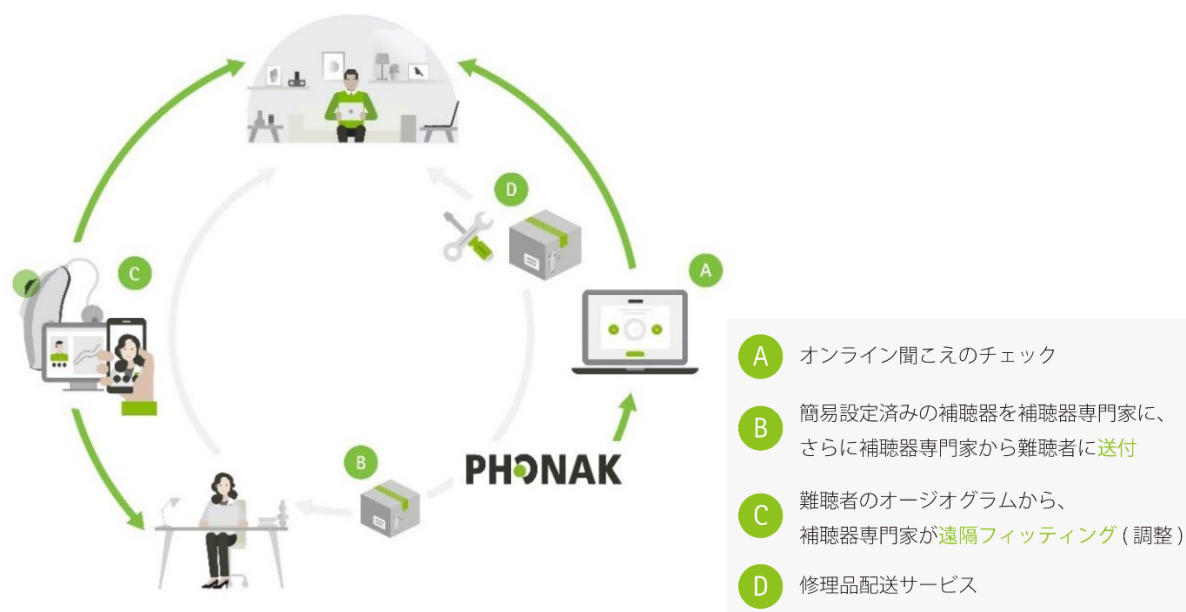 D
C
A
B
PHONAK
A オンライン聞こえのチェック
B 簡易設定済みの補聴器を補聴器専門家に、
さらに補聴器専門家から難聴者に送付
C 難聴者のオージオグラムから、
補聴器専門家が遠隔フィッティング ( 調整 )
D 修理品配送サービス